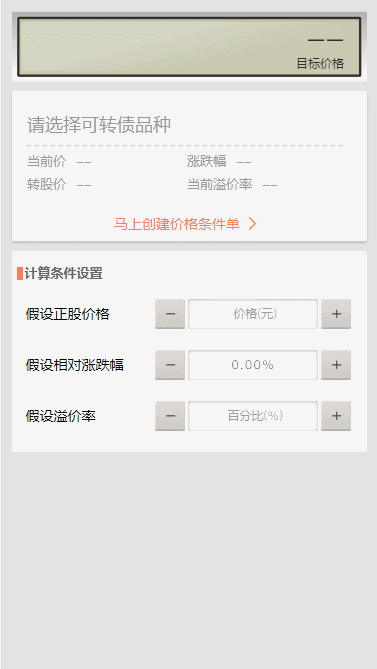 ——
目标价格
请选择可转债品种
当前价 -- 涨跌幅 --
转股价 -- 当前溢价率 --
马上创建价格条件单 >
计算条件设置
假设正股价格 - 价格(元) +
假设相对涨跌幅 - 0.00% +
假设溢价率 - 百分比(%) +